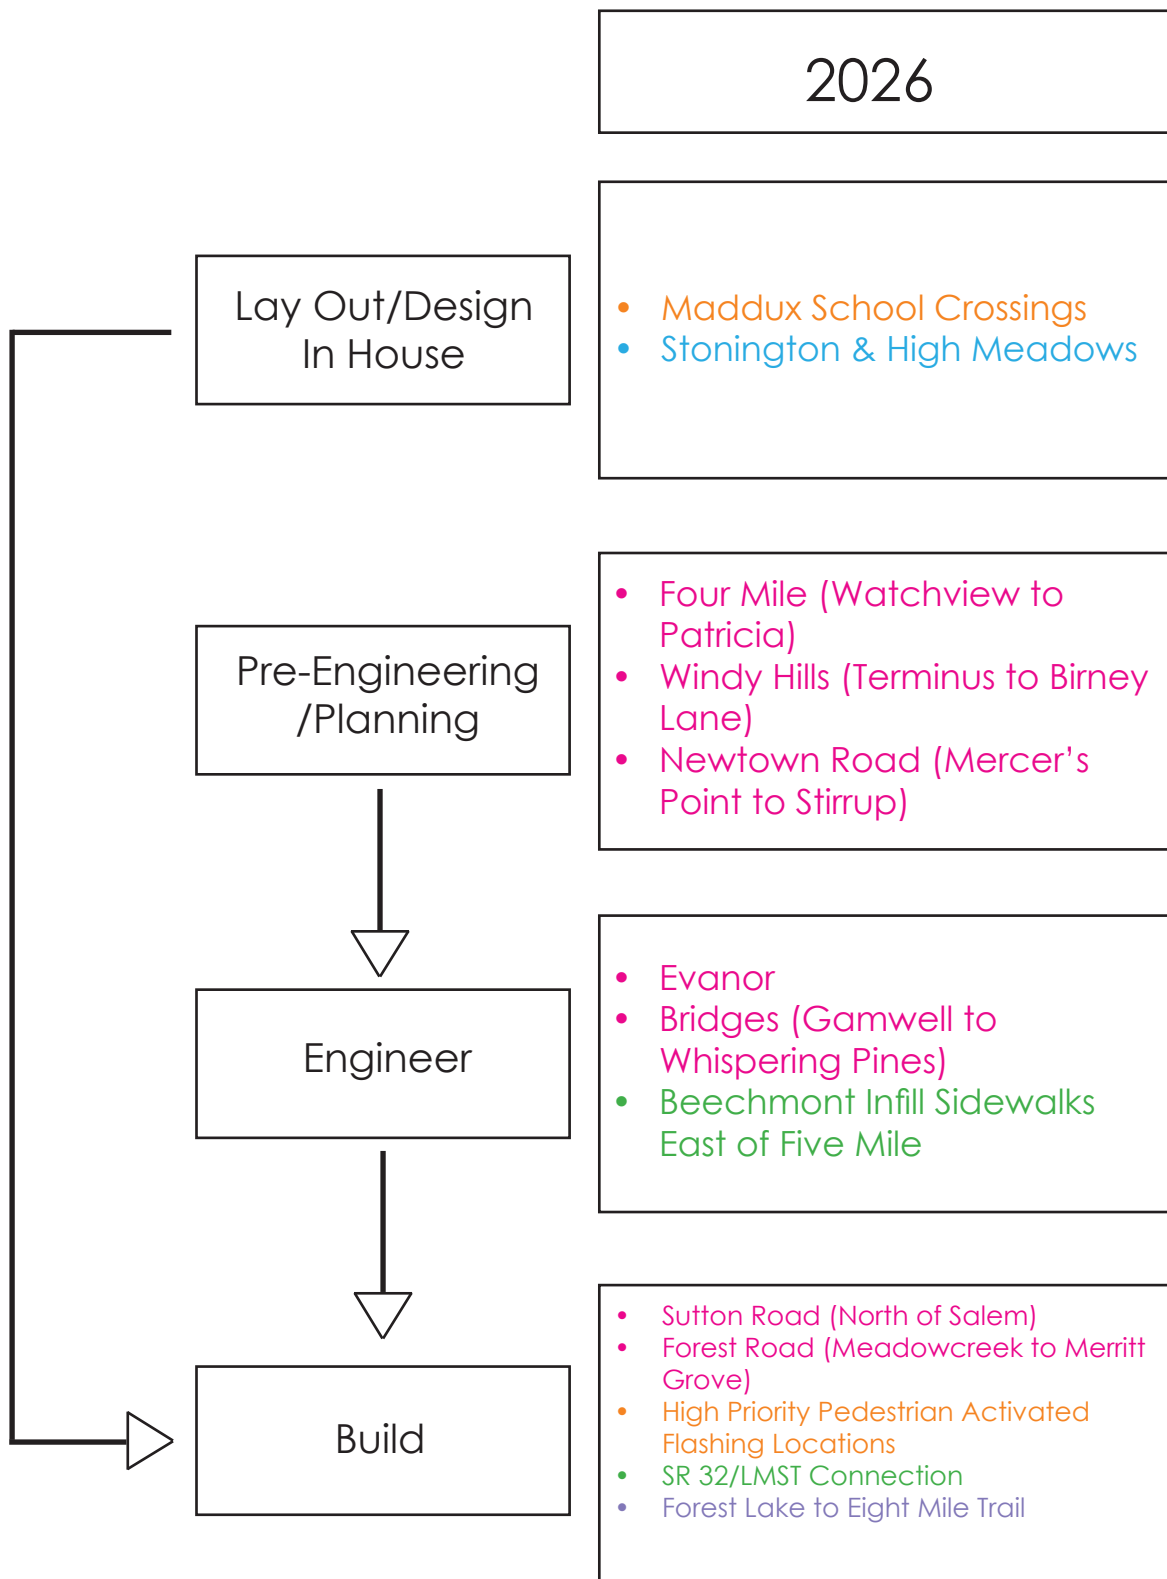 2026
Lay Out/Design
In House
• Maddux School Crossings
• Stonington & High Meadows
Pre-Engineering
/Planning
• Four Mile (Watchview to
Patricia)
• Windy Hills (Terminus to Birney
Lane)
• Newtown Road (Mercer’s
Point to Stirrup)
Engineer
• Evanor
• Bridges (Gamwell to
Whispering Pines)
• Beechmont Infill Sidewalks
East of Five Mile
Build
• Sutton Road (North of Salem)
• Forest Road (Meadowcreek to Merritt
Grove)
• High Priority Pedestrian Activated
Flashing Locations
• SR 32/LMST Connection
• Forest Lake to Eight Mile Trail